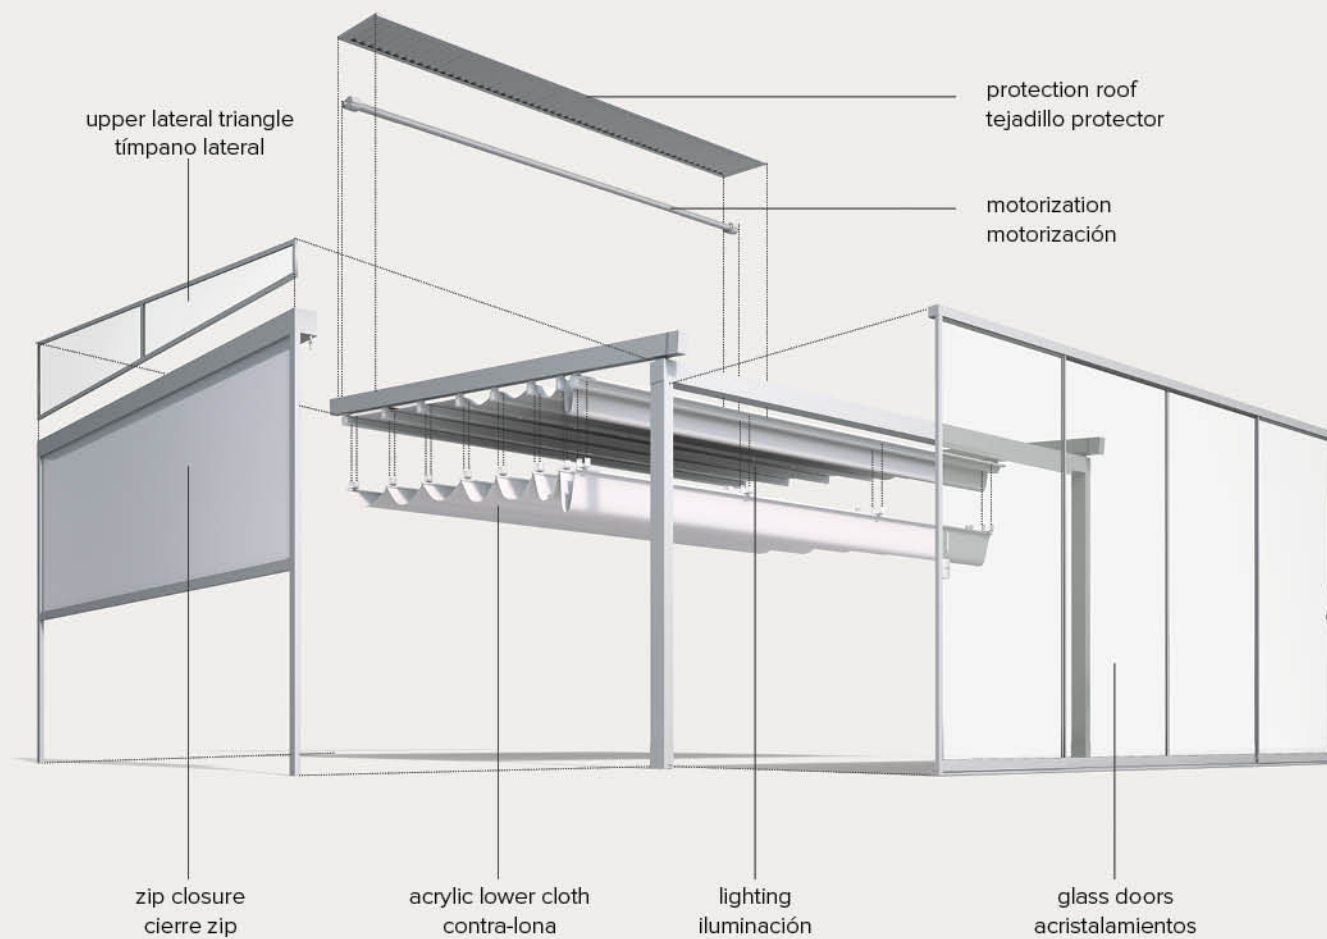 protection roof
tejadillo protector
upper lateral triangle
tímpano lateral
motorization
motorización
zip closure
cierre zip
acrylic lower cloth
contra-lona
lighting
iluminación
glass doors
acristalamientos